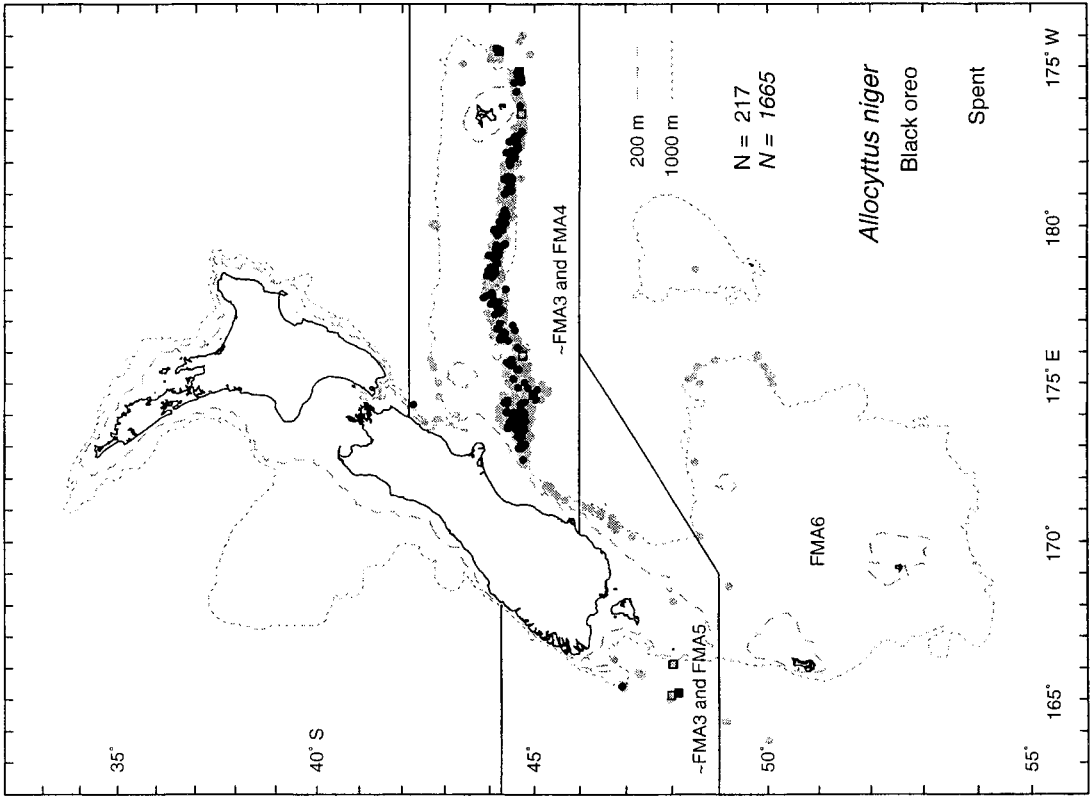 35°
40° S
45°
50°
55°
165°
170°
175° E
180°
175° W
~FMA3 and FMA4
~FMA3 and FMA5
FMA6
200 m
1000 m
N = 217
N = 1665
Allocyttus niger
Black oreo
Spent